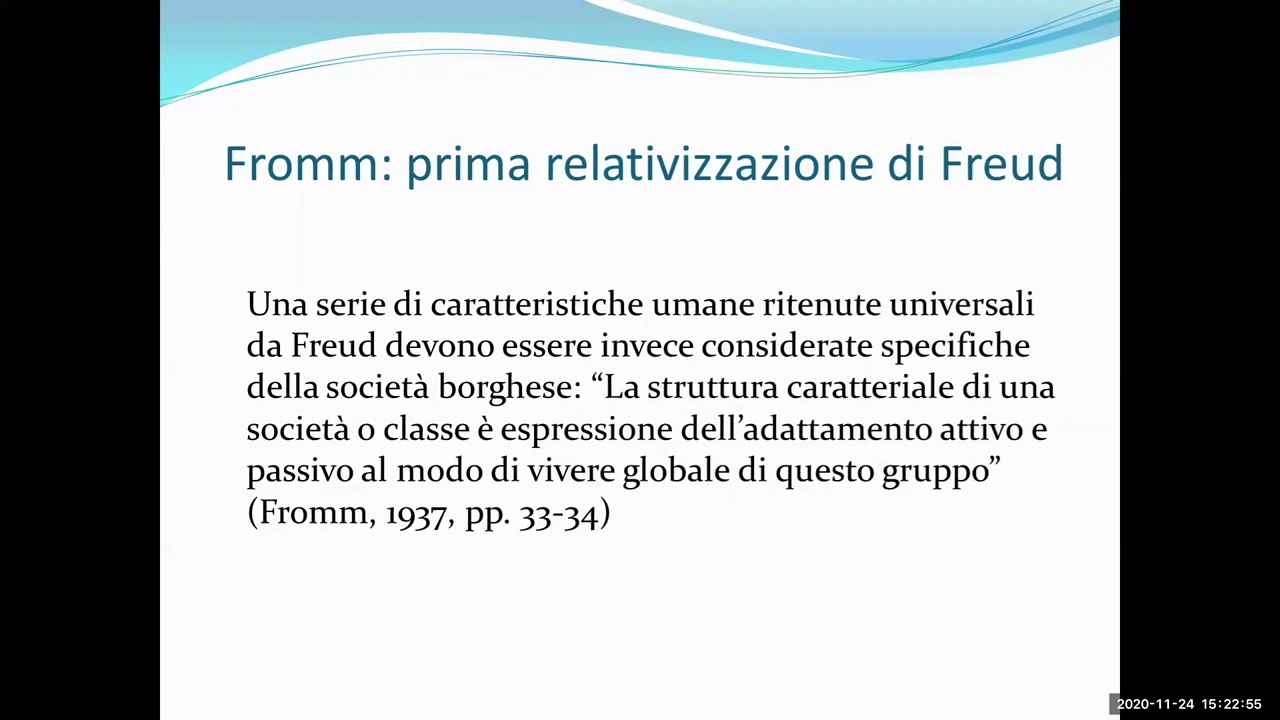 Fromm: prima relativizzazione di Freud
Una serie di caratteristiche umane ritenute universali
da Freud devono essere invece considerate specifiche
della società borghese: “La struttura caratteriale di una
società o classe è espressione dell’adattamento attivo e
passivo al modo di vivere globale di questo gruppo”
(Fromm, 1937, pp. 33-34)
2020-11-24 15:22:55